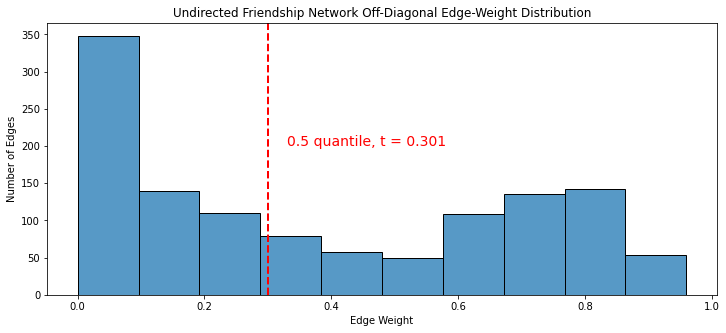 Undirected Friendship Network Off-Diagonal Edge-Weight Distribution
350
300
250
200
150
100
50
0
Number of Edges
0.5 quantile, t = 0.301
0.0 0.2 0.4 0.6 0.8 1.0
Edge Weight